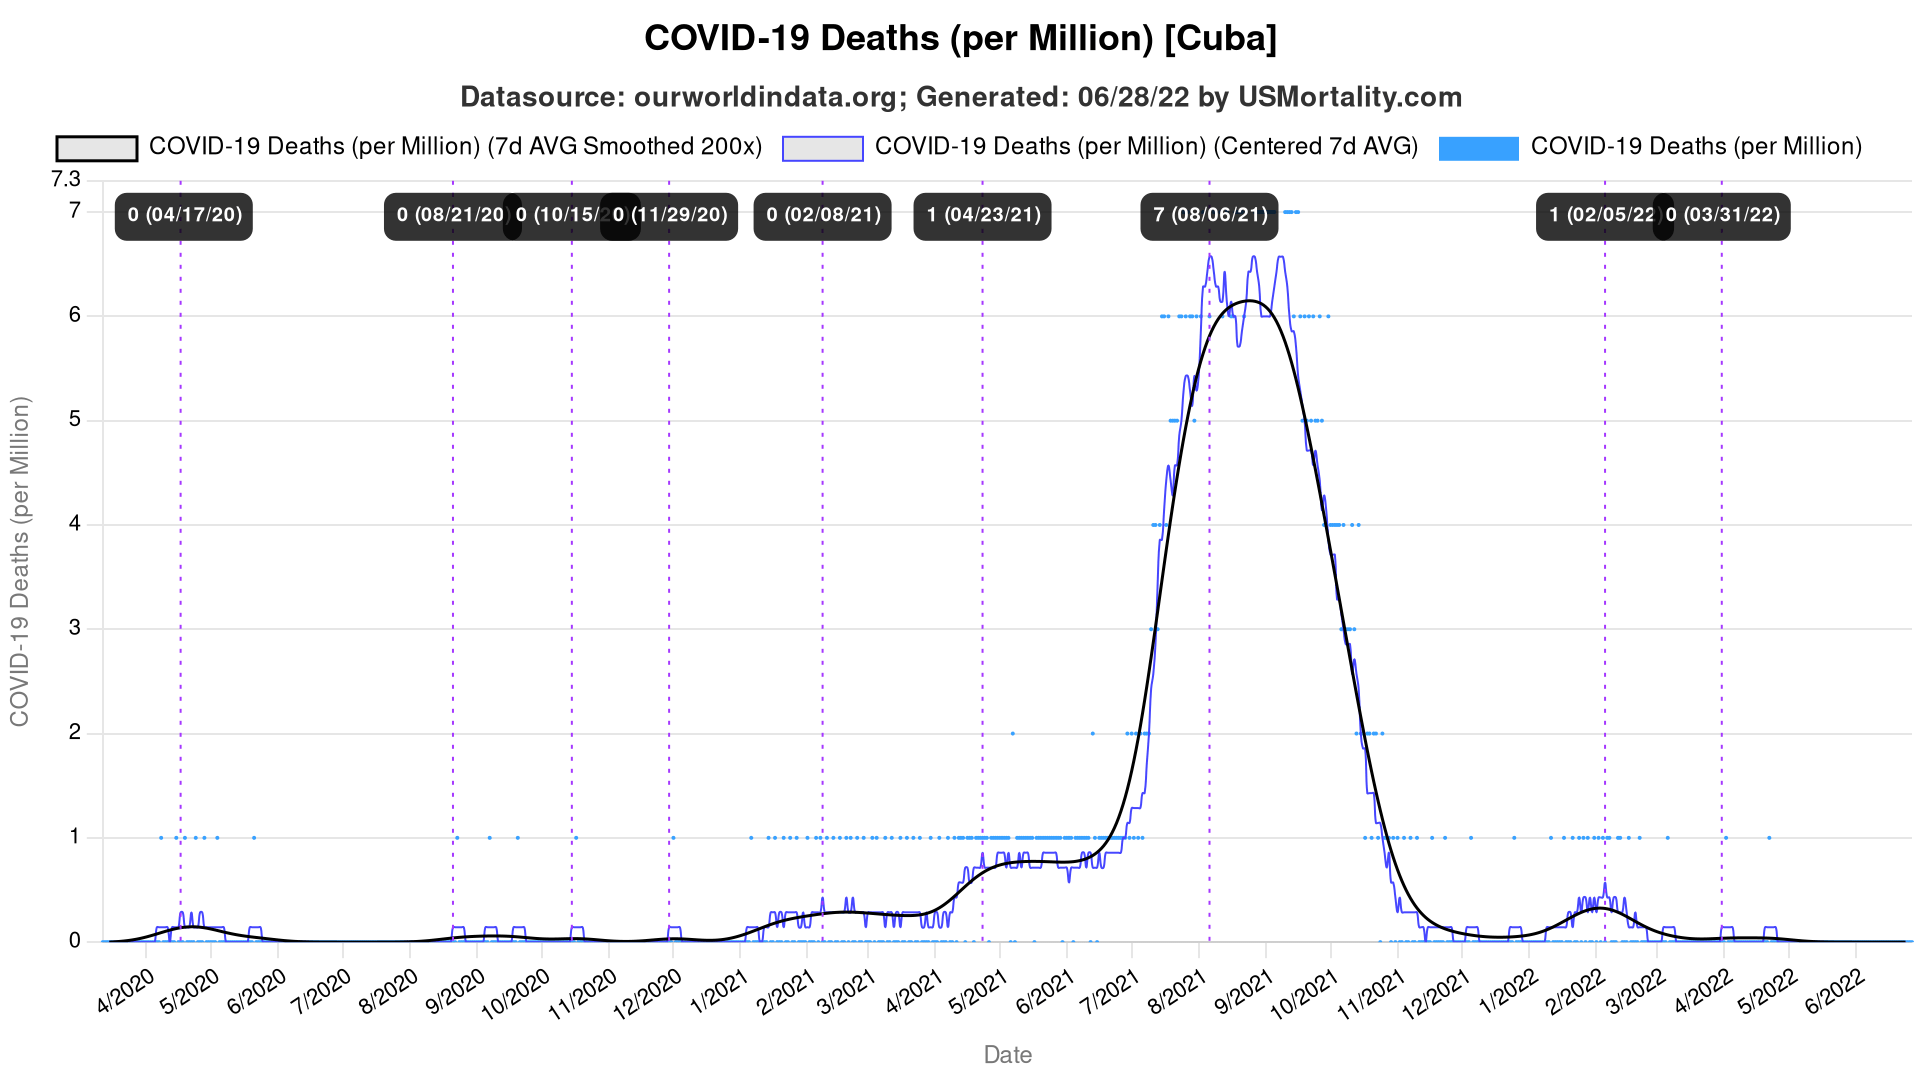 COVID-19 Deaths (per Million) [Cuba]
Datasource: ourworldindata.org; Generated: 06/28/22 by USMortality.com
COVID-19 Deaths (per Million) (7d AVG Smoothed 200x) COVID-19 Deaths (per Million) (Centered 7d AVG) COVID-19 Deaths (per Million)
7.3
0 (04/17/20) 0 (08/21/20) 0 (10/15/20) 0 (11/29/20) 0 (02/08/21) 1 (04/23/21) 7 (08/06/21) 1 (02/05/22) 0 (03/31/22)
7
6
5
4
3
2
1
0
COVID-19 Deaths (per Million)
4/2020 5/2020 6/2020 7/2020 8/2020 9/2020 10/2020 11/2020 12/2020 1/2021 2/2021 3/2021 4/2021 5/2021 6/2021 7/2021 8/2021 9/2021 10/2021 11/2021 12/2021 1/2022 2/2022 3/2022 4/2022 5/2022 6/2022
Date